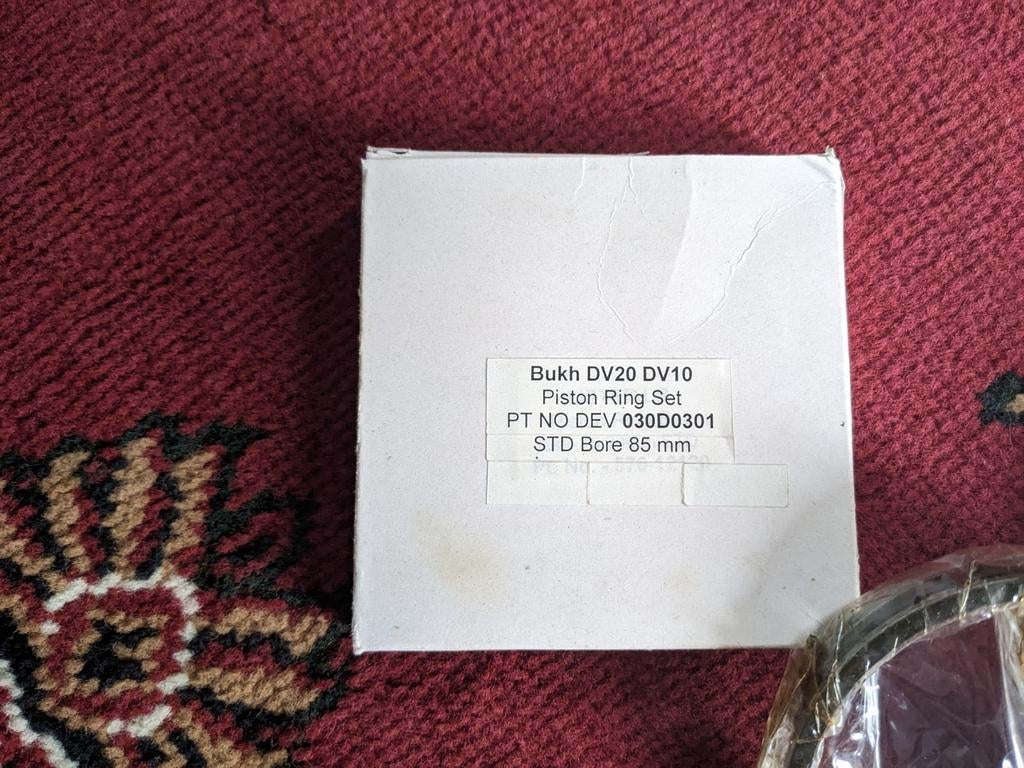 Bukh DV20 DV10
Piston Ring Set
PT NO DEV 030D0301
STD Bore 85 mm